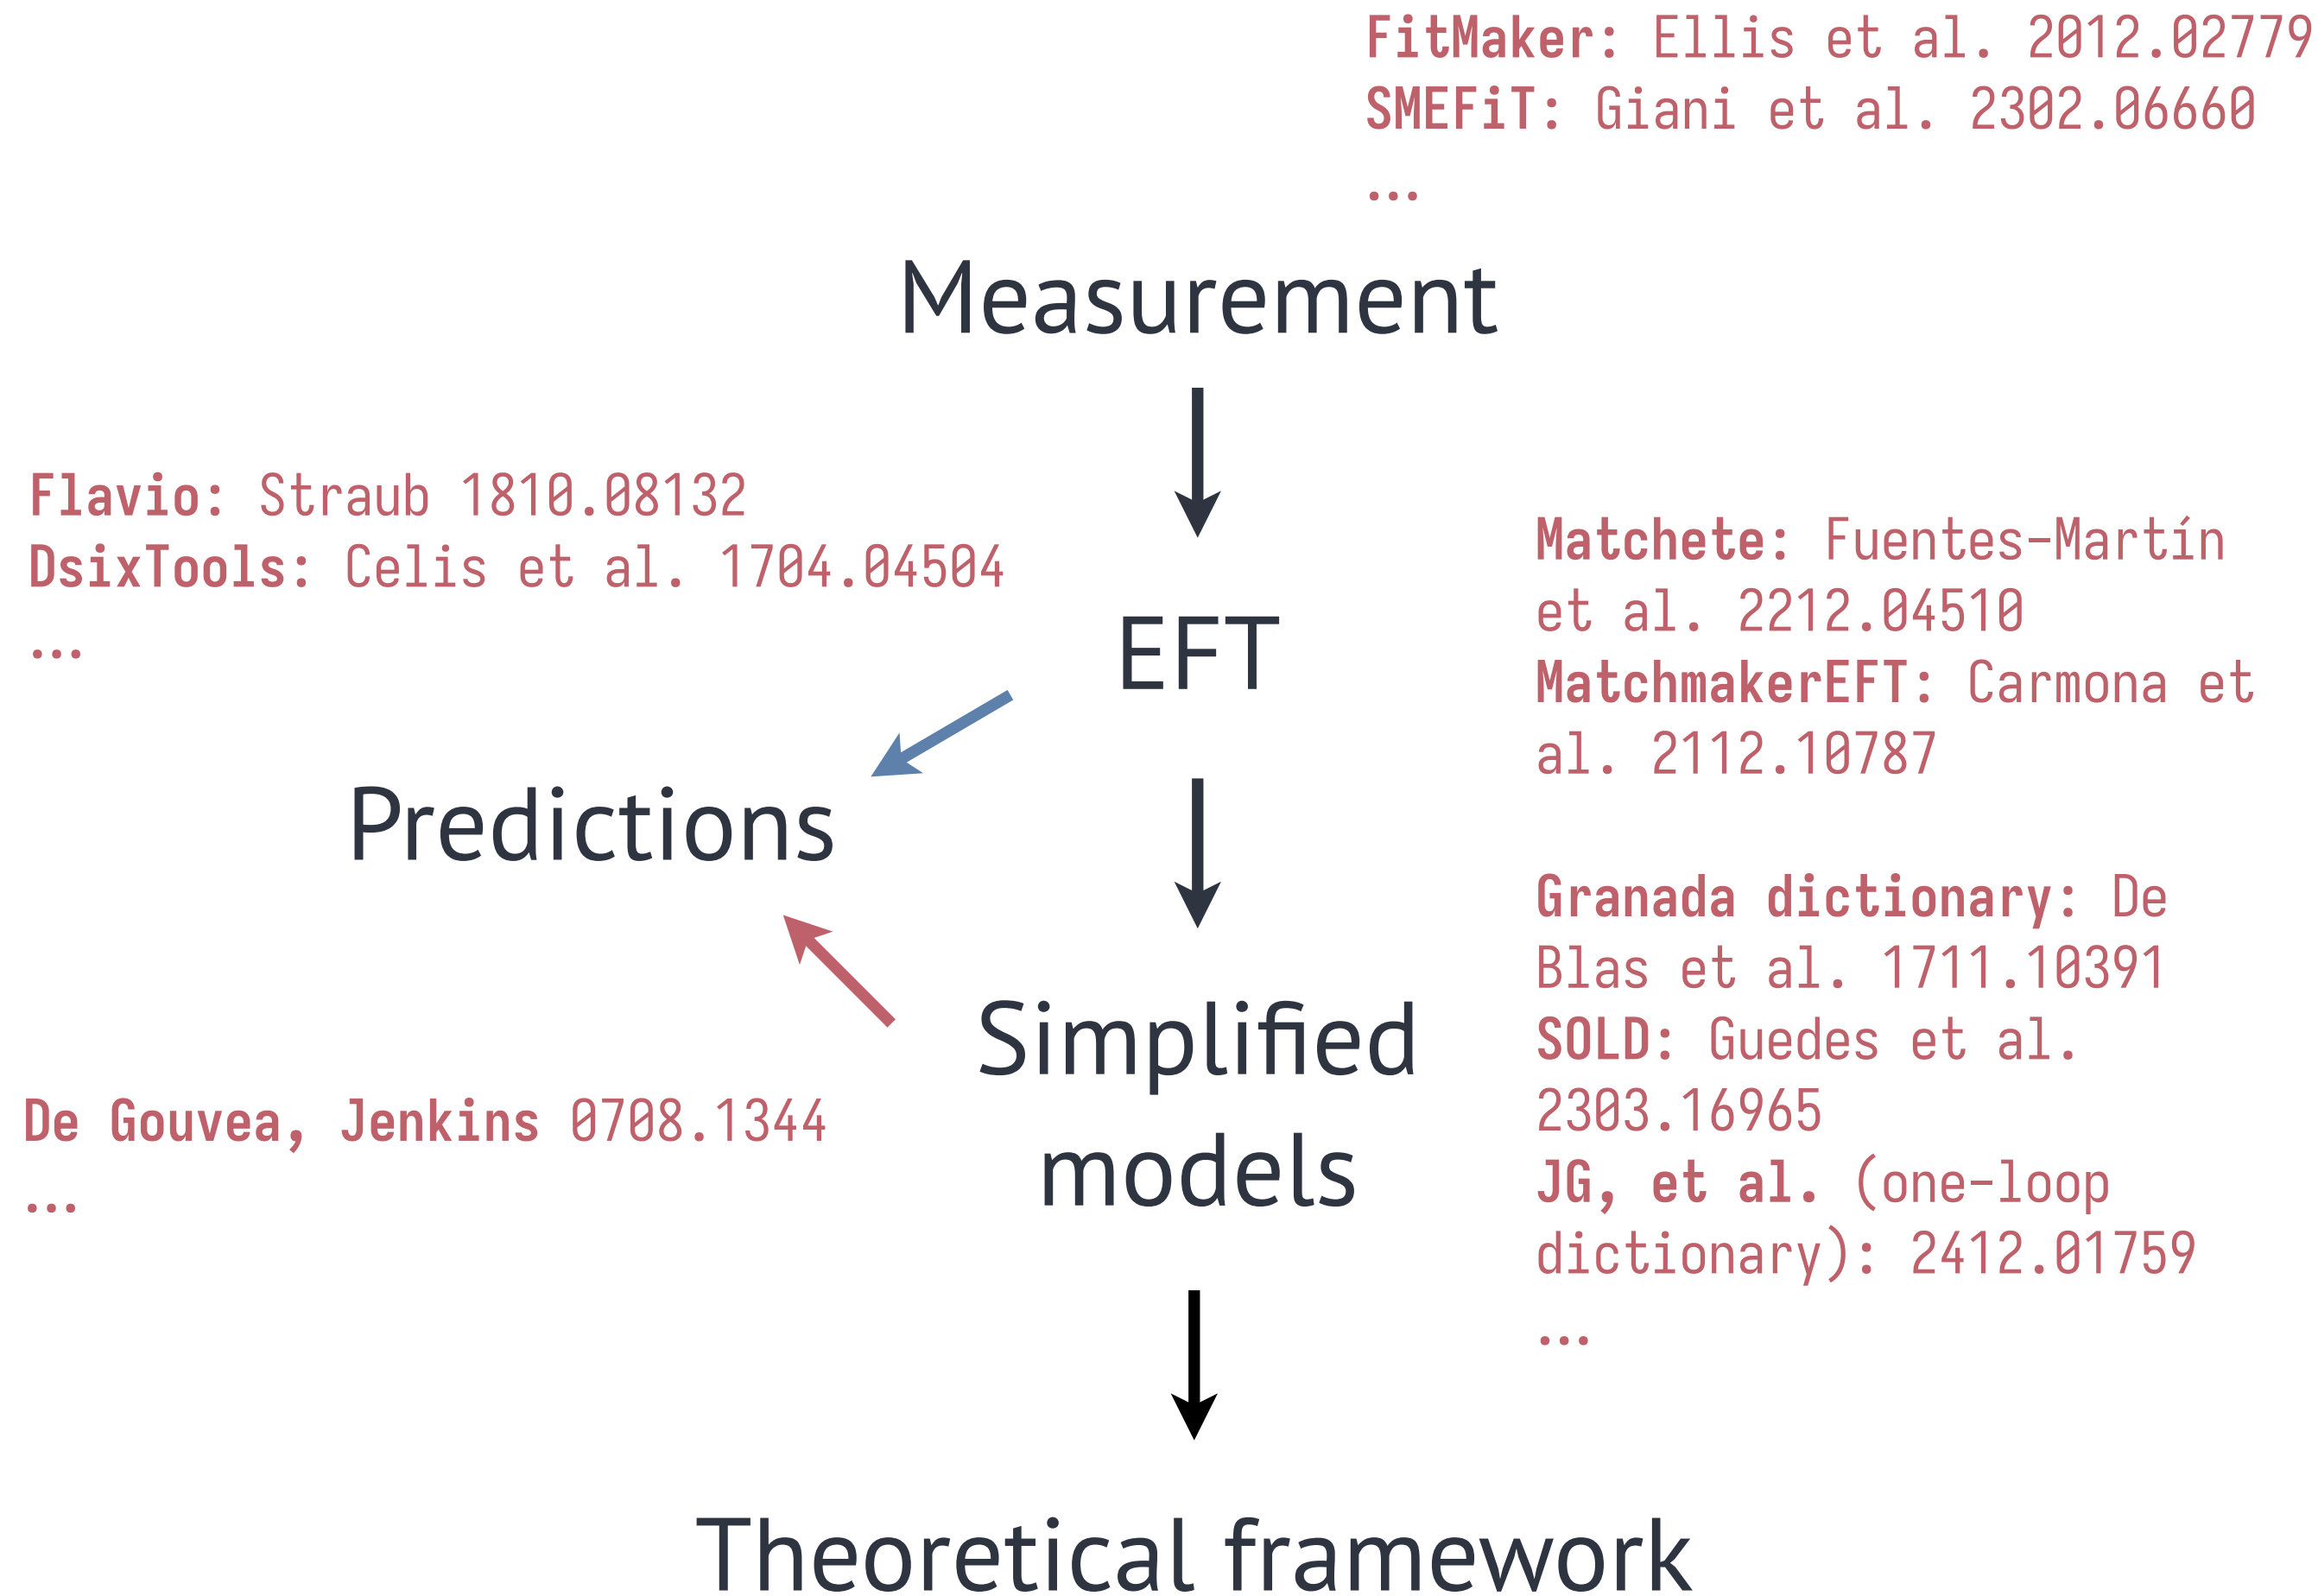 FitMaker: Ellis et al. 2012.02779
SMEFiT: Giani et al. 2302.06660
...
Measurement
Flavio: Straub 1810.08132
DsixTools: Celis et al. 1704.04504
...
EFT
Matchete: Fuentes-Martín
et al. 2212.04510
MatchmakerEFT: Carmona et
al. 2112.10787
Predictions
Granada dictionary: De
Blas et al. 1711.10391
SOLD: Guedes et al.
2303.16965
JG, et al. (one-loop
dictionary): 2412.01759
...
Simplified
models
De Gouvea, Jenkins 0708.1344
...
Theoretical framework